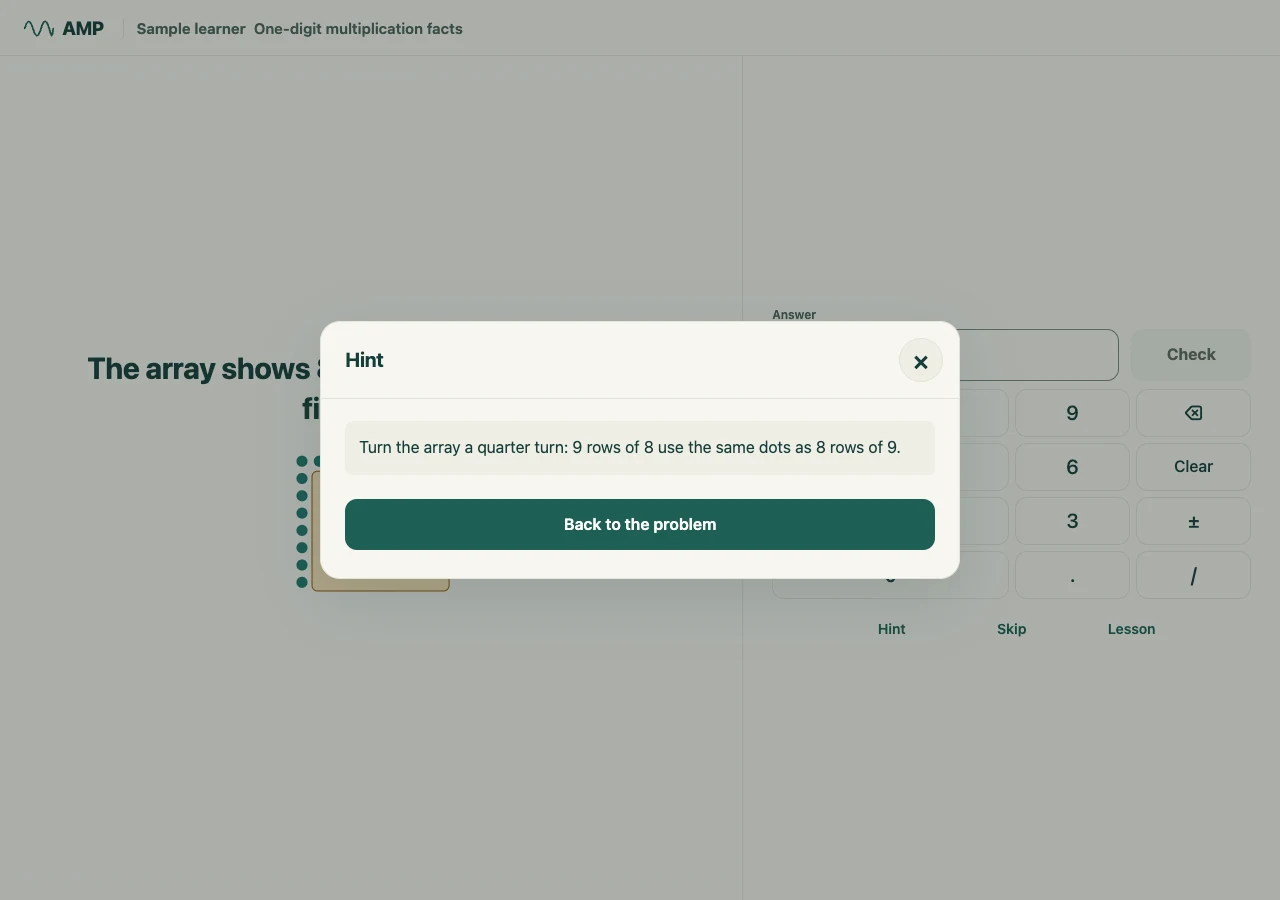 AMP
Sample learner One-digit multiplication facts
Answer
The array shows
Check
Hint
9
Turn the array a quarter turn: 9 rows of 8 use the same dots as 8 rows of 9.
6
Clear
Back to the problem
3
±
.
/
Hint
Skip
Lesson